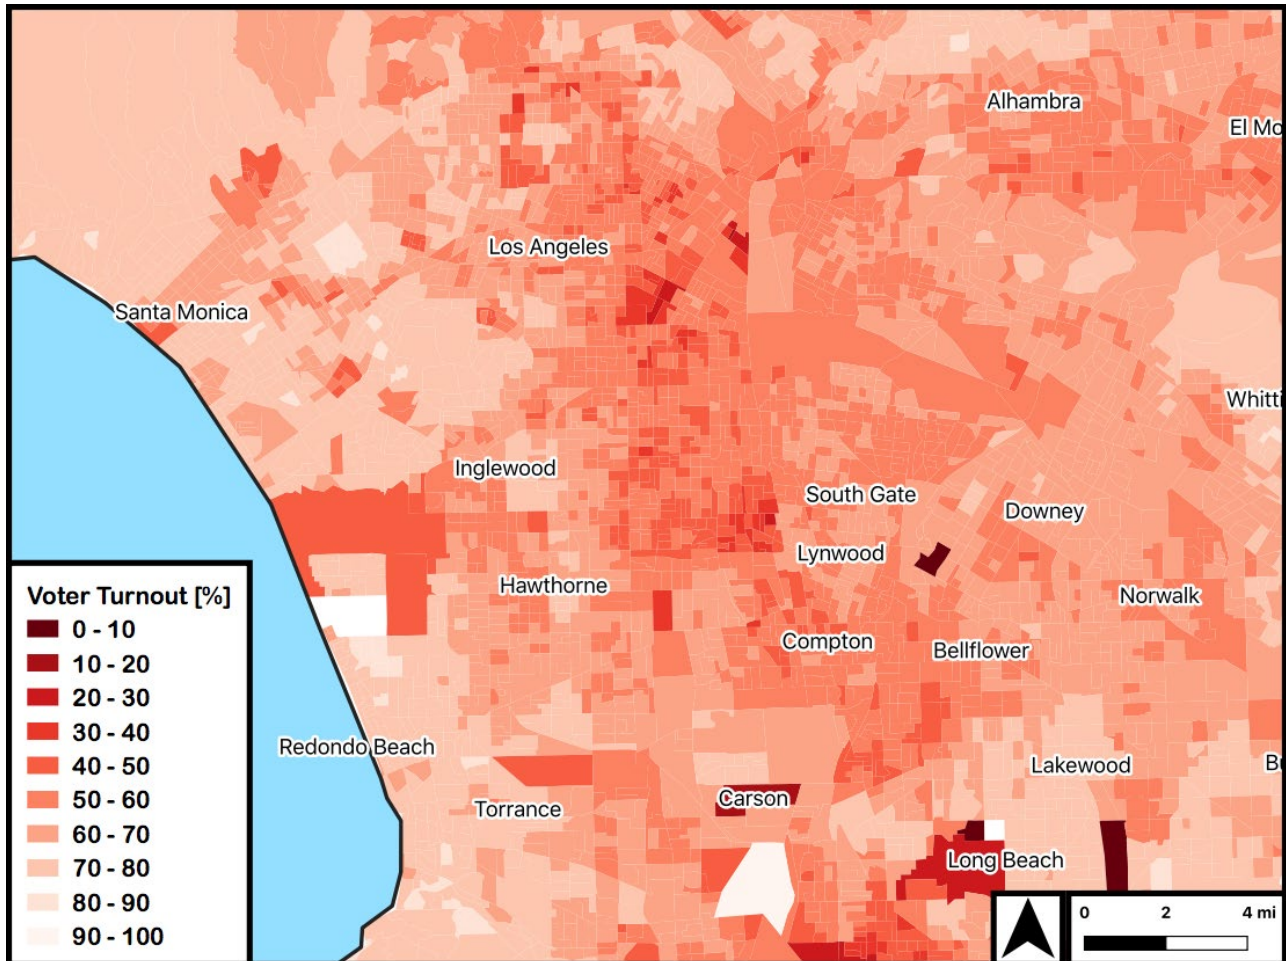 Alhambra
El Mo
Los Angeles
Santa Monica
Whitti
Inglewood
South Gate
Downey
Lynwood
Hawthorne
Norwalk
Compton
Bellflower
Redondo Beach
Lakewood
B
Carson
Torrance
Long Beach
Voter Turnout [%]
0 - 10
10 - 20
20 - 30
30 - 40
40 - 50
50 - 60
60 - 70
70 - 80
80 - 90
90 - 100
0 2 4 mi